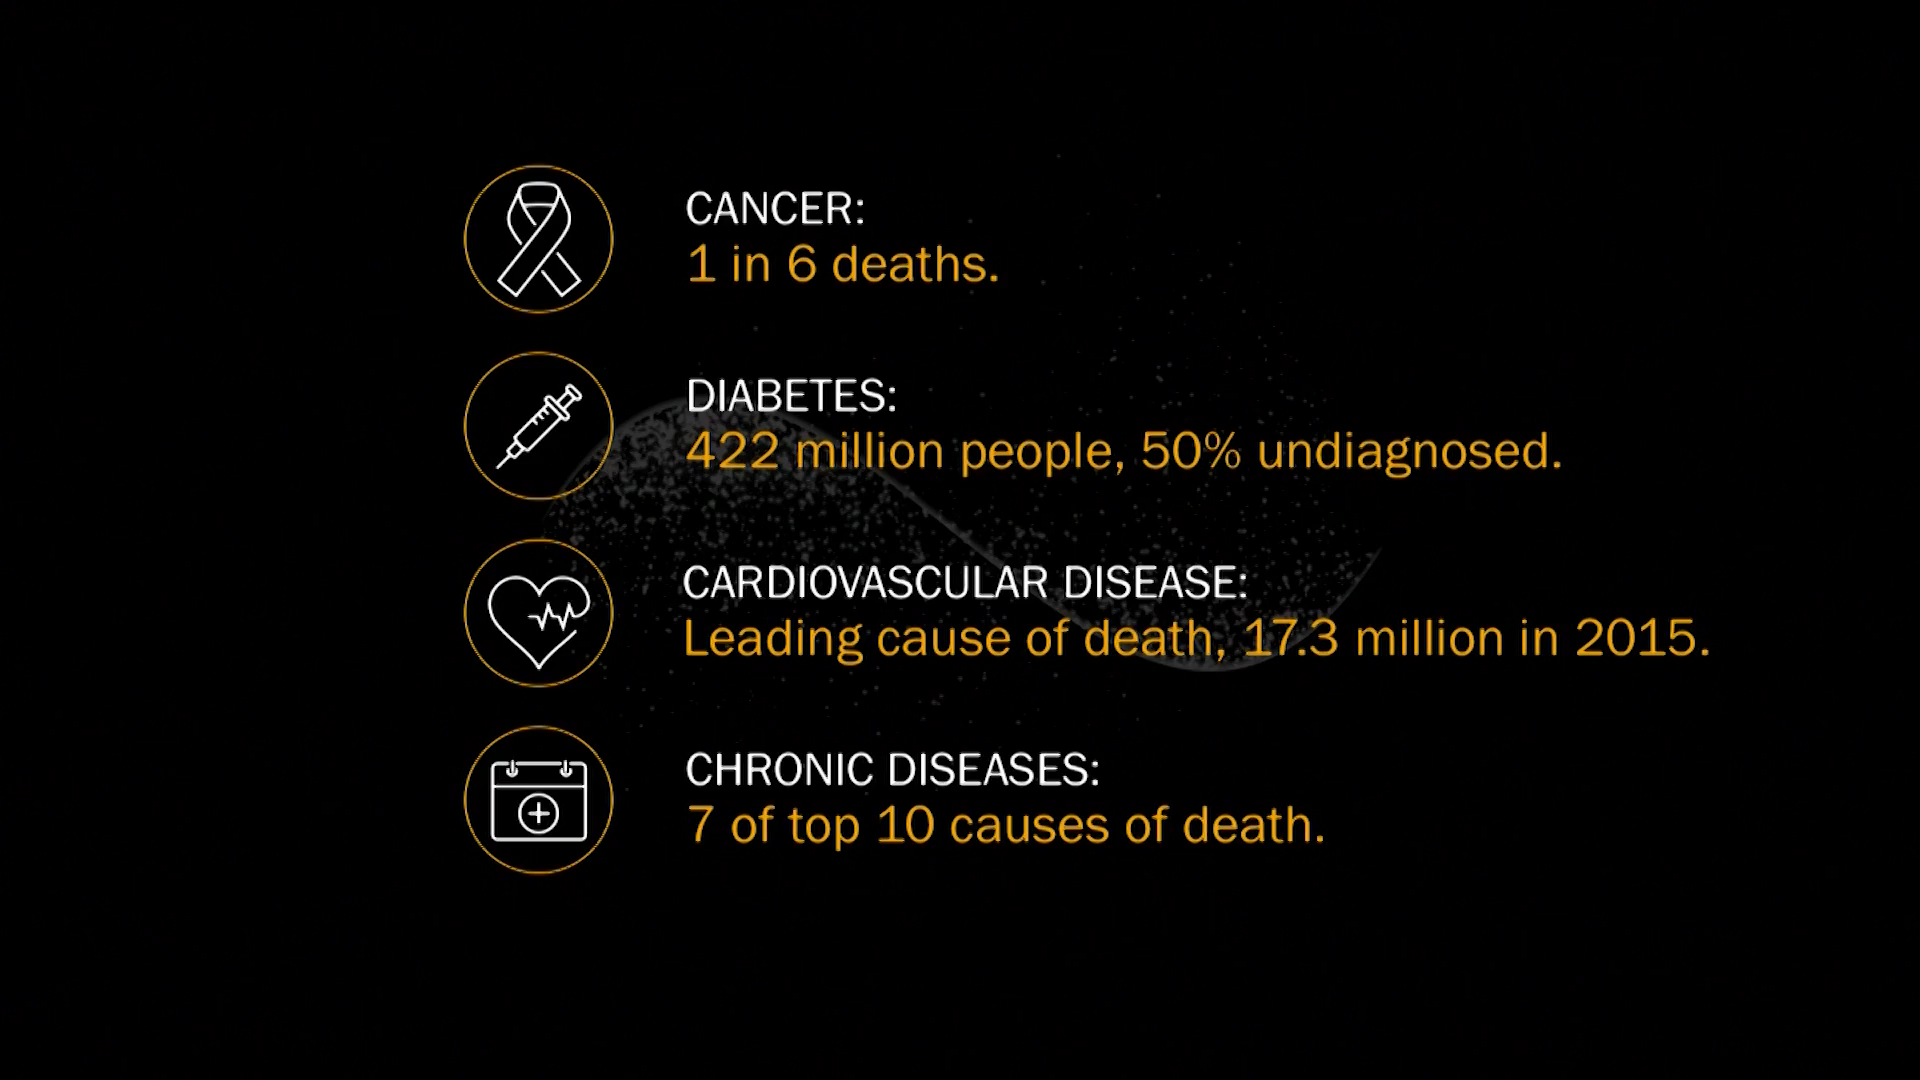 CANCER:
1 in 6 deaths.
DIABETES:
422 million people, 50% undiagnosed.
CARDIOVASCULAR DISEASE:
Leading cause of death, 17.3 million in 2015.
CHRONIC DISEASES:
7 of top 10 causes of death.